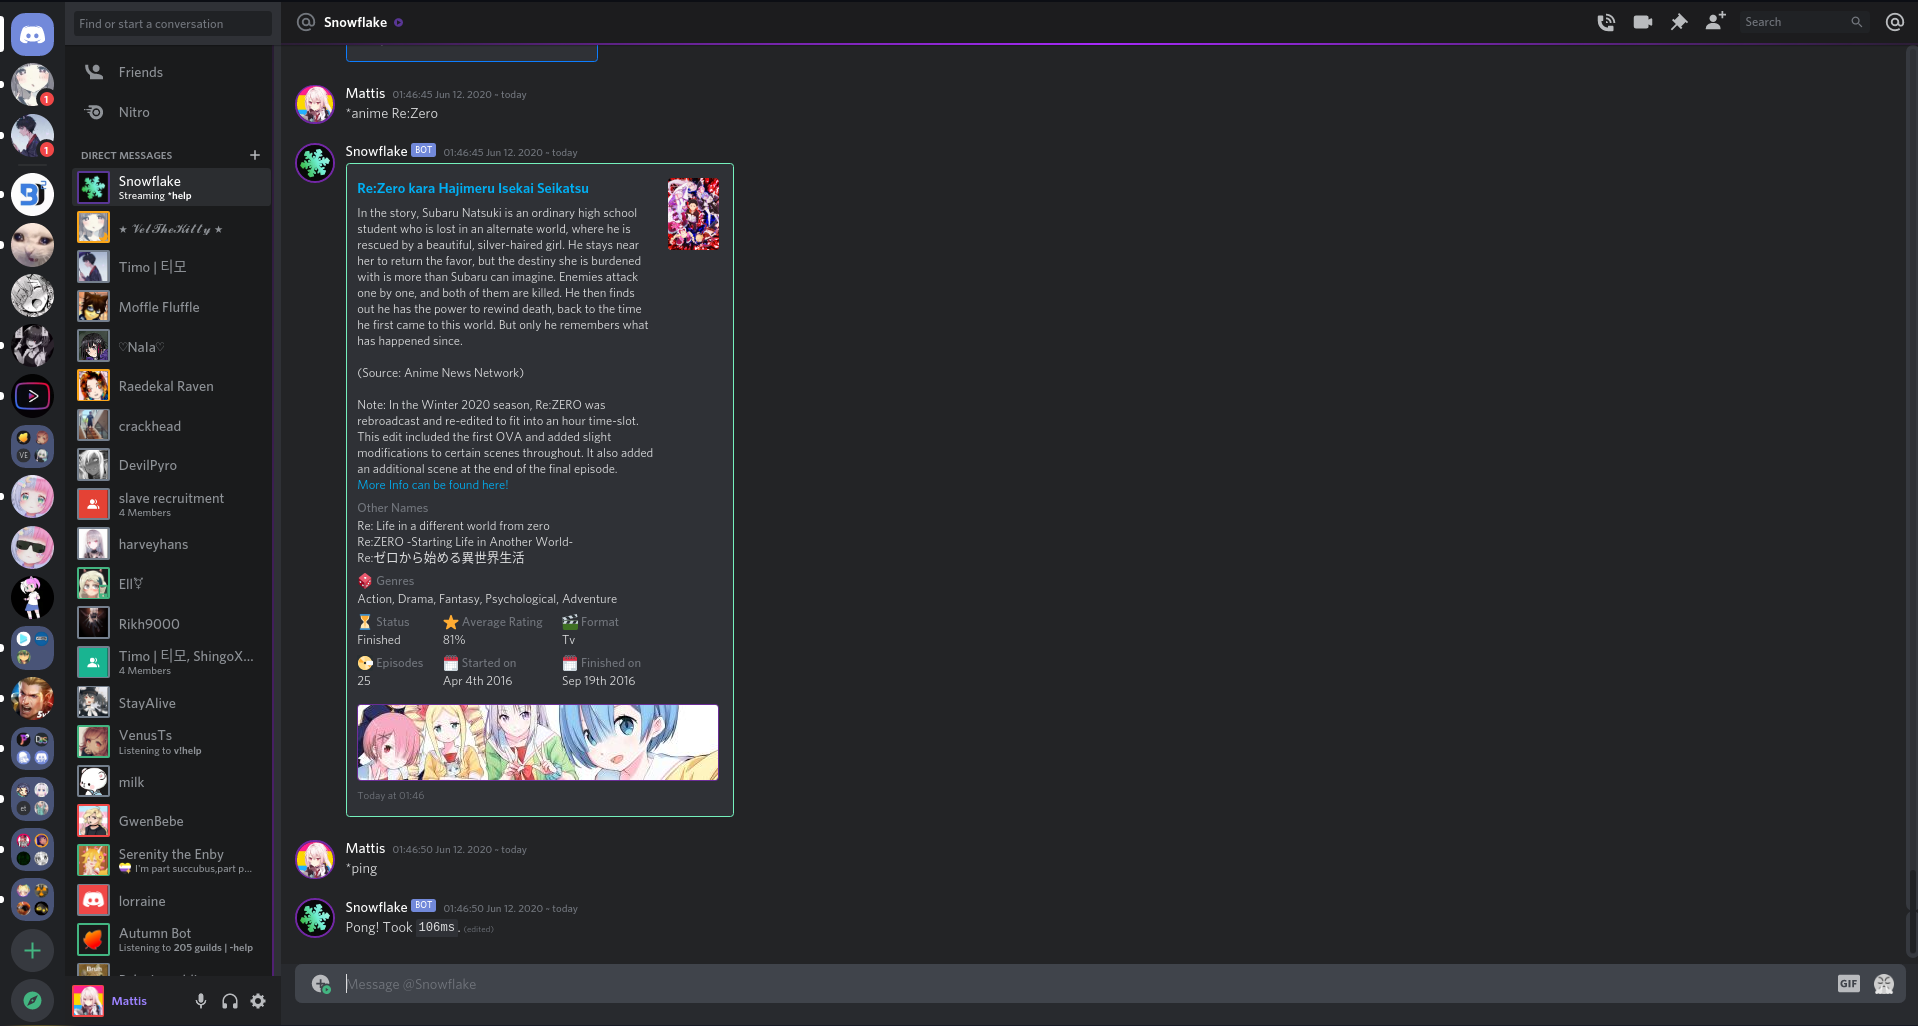 Find or start a conversation
Friends
Nitro
DIRECT MESSAGES
Snowflake
Streaming *help
★ 𝓥𝓮𝓵𝓣𝓱𝓮𝓚𝓲𝓽𝓽𝔂 ★
Timo | 티모
Moffle Fluffle
♡Nala♡
Raedekal Raven
crackhead
DevilPyro
slave recruitment
4 Members
harveyhans
Ell
Rikh9000
Timo | 티모, ShingoX...
4 Members
StayAlive
VenusTs
Listening to v!help
milk
GwenBebe
Serenity the Enby
I'm part succubus,part p...
lorraine
Autumn Bot
Listening to 205 guilds | -help
Mattis
1
1
VE
et
@ Snowflake
Search
Mattis 01:46:45 Jun 12, 2020 - today
*anime Re:Zero
Snowflake BOT 01:46:45 Jun 12, 2020 - today
Re:Zero kara Hajimeru Isekai Seikatsu
In the story, Subaru Natsuki is an ordinary high school
student who is lost in an alternate world, where he is
rescued by a beautiful, silver-haired girl. He stays near
her to return the favor, but the destiny she is burdened
with is more than Subaru can imagine. Enemies attack
one by one, and both of them are killed. He then finds
out he has the power to rewind death, back to the time
he first came to this world. But only he remembers what
has happened since.
(Source: Anime News Network)
Note: In the Winter 2020 season, Re:ZERO was
rebroadcast and re-edited to fit into an hour time-slot.
This edit included the first OVA and added slight
modifications to certain scenes throughout. It also added
an additional scene at the end of the final episode.
More Info can be found here!
Other Names
Re: Life in a different world from zero
Re:ZERO -Starting Life in Another World-
Re:ゼロから始める異世界生活
Genres
Action, Drama, Fantasy, Psychological, Adventure
Status Average Rating Format
Finished 81% Tv
Episodes Started on Finished on
25 Apr 4th 2016 Sep 19th 2016
Today at 01:46
Mattis 01:46:50 Jun 12, 2020 - today
*ping
Snowflake BOT 01:46:50 Jun 12, 2020 - today
Pong! Took 106ms. (edited)
Message @Snowflake
GIF